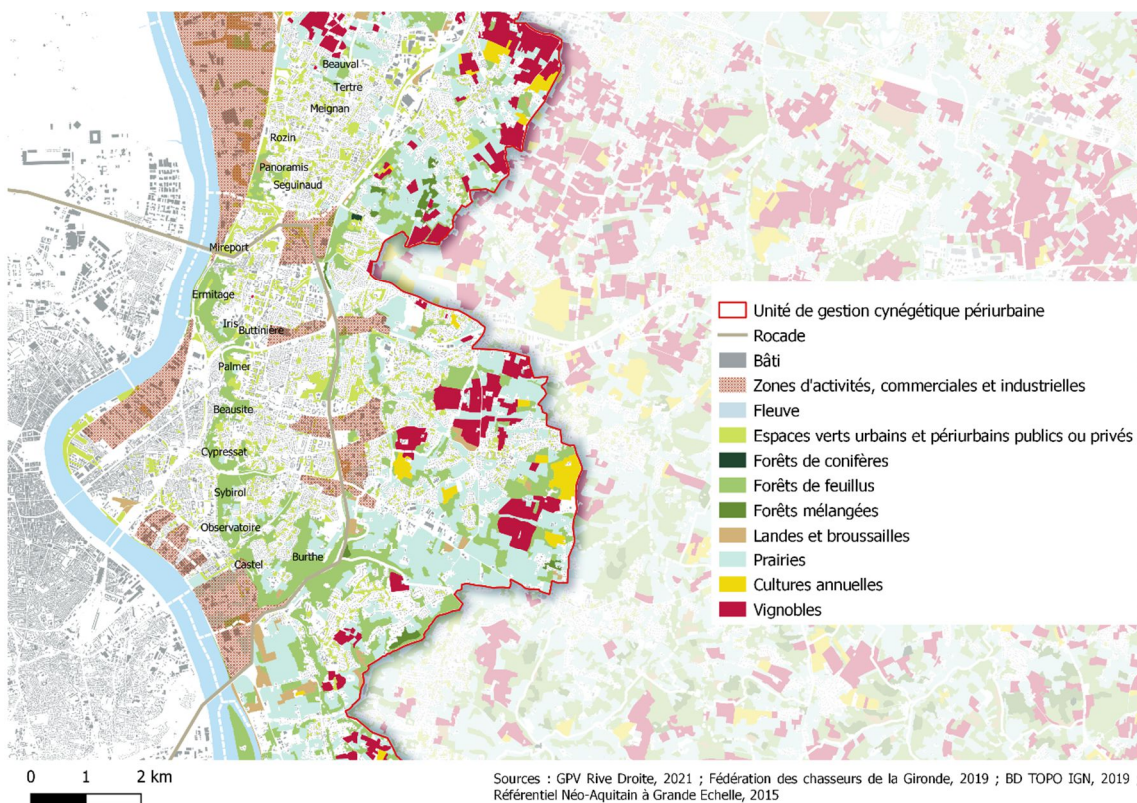 Beauval
Tertre
Meignan
Rozin
Panoramis
Seguinaud
Mireport
Ermitage
Iris
Buttinière
Palmer
Beausite
Cypressat
Sybirol
Observatoire
Burthe
Castel
Unité de gestion cynégétique périurbaine
Rocade
Bâti
Zones d'activités, commerciales et industrielles
Fleuve
Espaces verts urbains et périurbains publics ou privés
Forêts de conifères
Forêts de feuillus
Forêts mélangées
Landes et broussailles
Prairies
Cultures annuelles
Vignobles
0 1 2 km
Sources : GPV Rive Droite, 2021 ; Fédération des chasseurs de la Gironde, 2019 ; BD TOPO IGN, 2019
Référentiel Néo-Aquitain à Grande Echelle, 2015